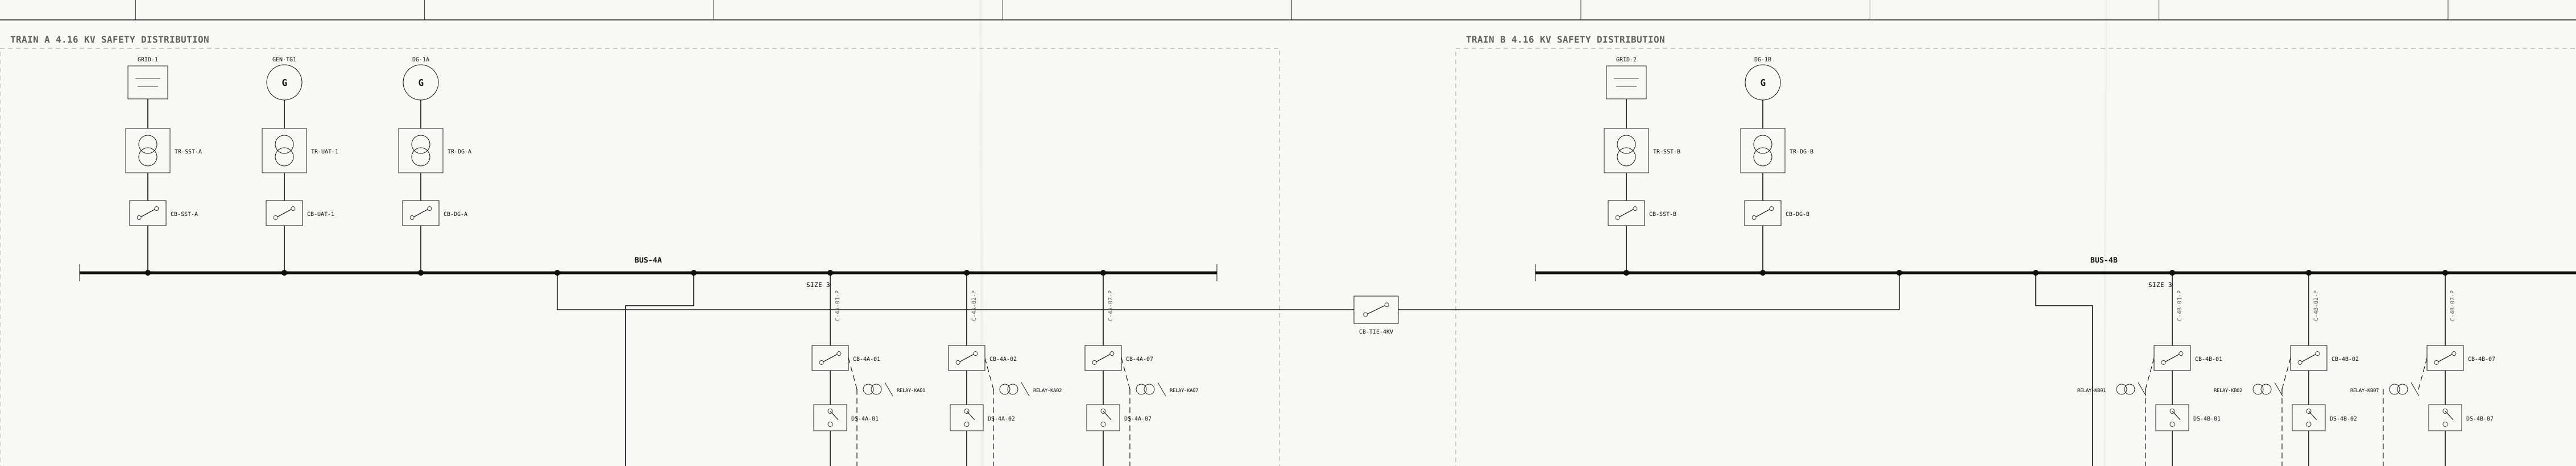 TRAIN A 4.16 KV SAFETY DISTRIBUTION
TRAIN B 4.16 KV SAFETY DISTRIBUTION
GRID-1
GEN-TG1
DG-1A
GRID-2
DG-1B
G
G
G
TR-SST-A
TR-UAT-1
TR-DG-A
TR-SST-B
TR-DG-B
CB-SST-A
CB-UAT-1
CB-DG-A
CB-SST-B
CB-DG-B
BUS-4A
BUS-4B
SIZE 3
SIZE 3
C-4A-01-P
C-4A-02-P
C-4A-07-P
C-4B-01-P
C-4B-02-P
C-4B-07-P
CB-TIE-4KV
CB-4A-01
CB-4A-02
CB-4A-07
CB-4B-01
CB-4B-02
CB-4B-07
RELAY-KA01
RELAY-KA02
RELAY-KA07
RELAY-KB01
RELAY-KB02
RELAY-KB07
DS-4A-01
DS-4A-02
DS-4A-07
DS-4B-01
DS-4B-02
DS-4B-07